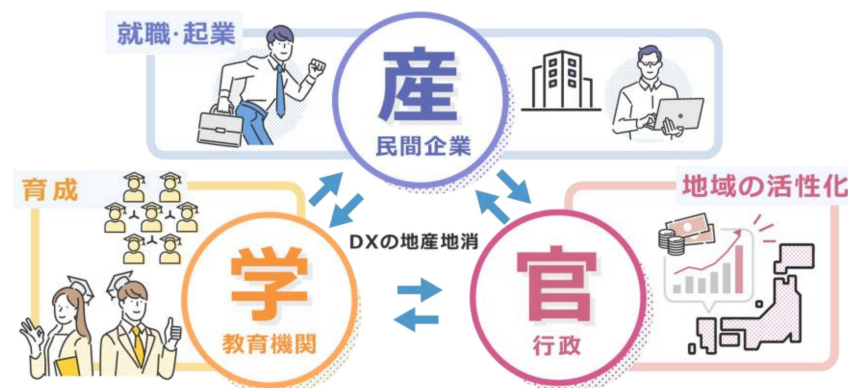 就職・起業
産
民間企業
育成
地域の活性化
DXの地産地消
学
教育機関
官
行政